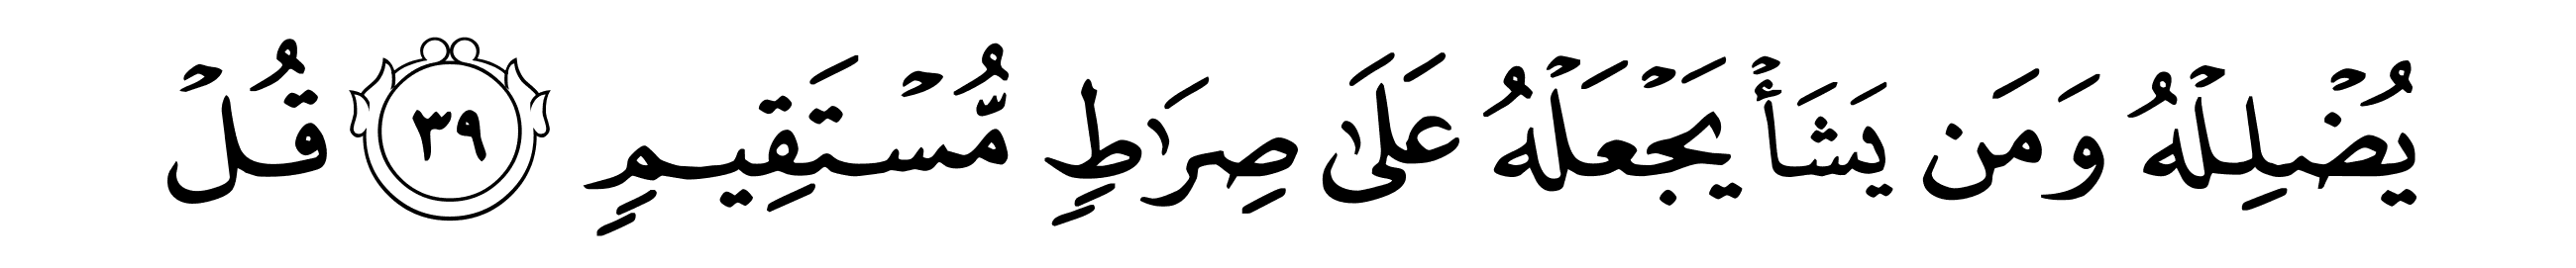 يُضْلِلْهُ وَمَن يَشَأْ يَجْعَلْهُ عَلَىٰ صِرَٰطٍ مُّسْتَقِيمٍ ٣٩ قُلْ